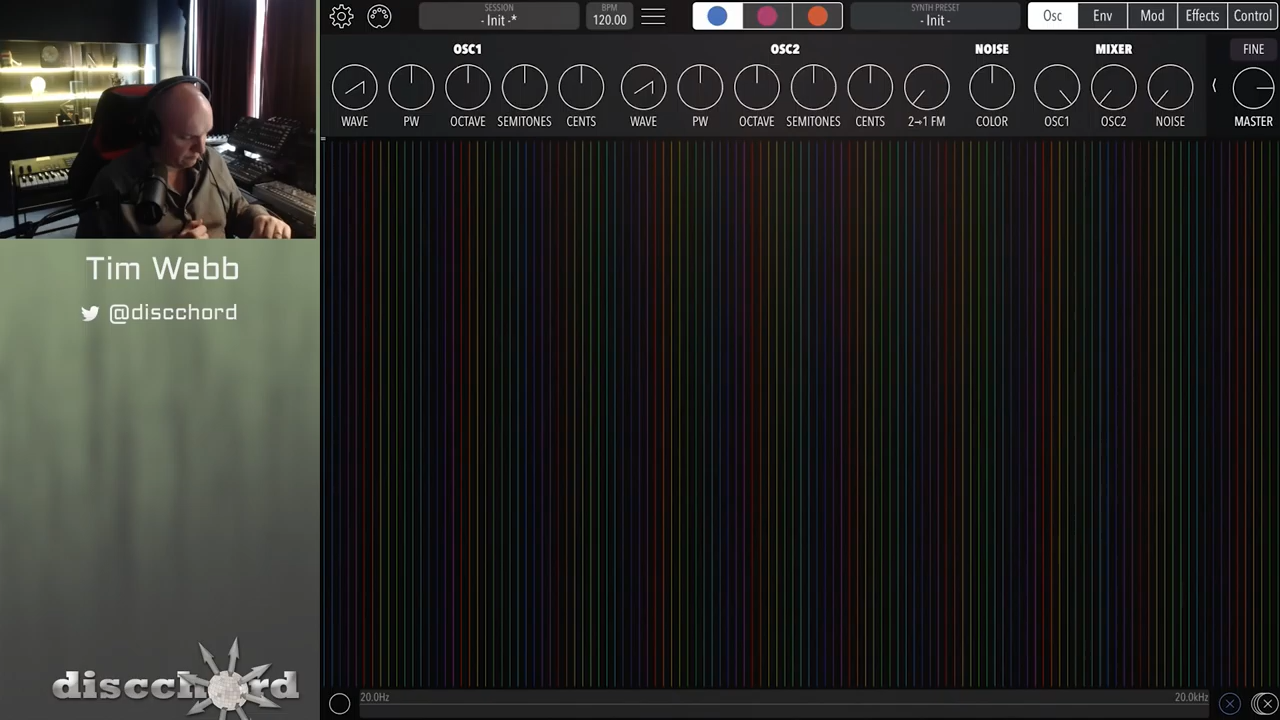 SESSION
- Init -*
BPM
120.00
SYNTH PRESET
- Init -
Osc
Env
Mod
Effects
Control
OSC1
OSC2
NOISE
MIXER
FINE
WAVE
PW
OCTAVE
SEMITONES
CENTS
WAVE
PW
OCTAVE
SEMITONES
CENTS
2→1 FM
COLOR
OSC1
OSC2
NOISE
MASTER
Tim Webb
@discchord
discchord
20.0Hz
20.0kHz